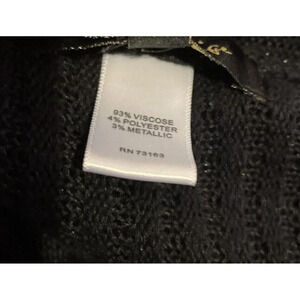 93% VISCOSE
4% POLYESTER
3% METALLIC
RN 73163